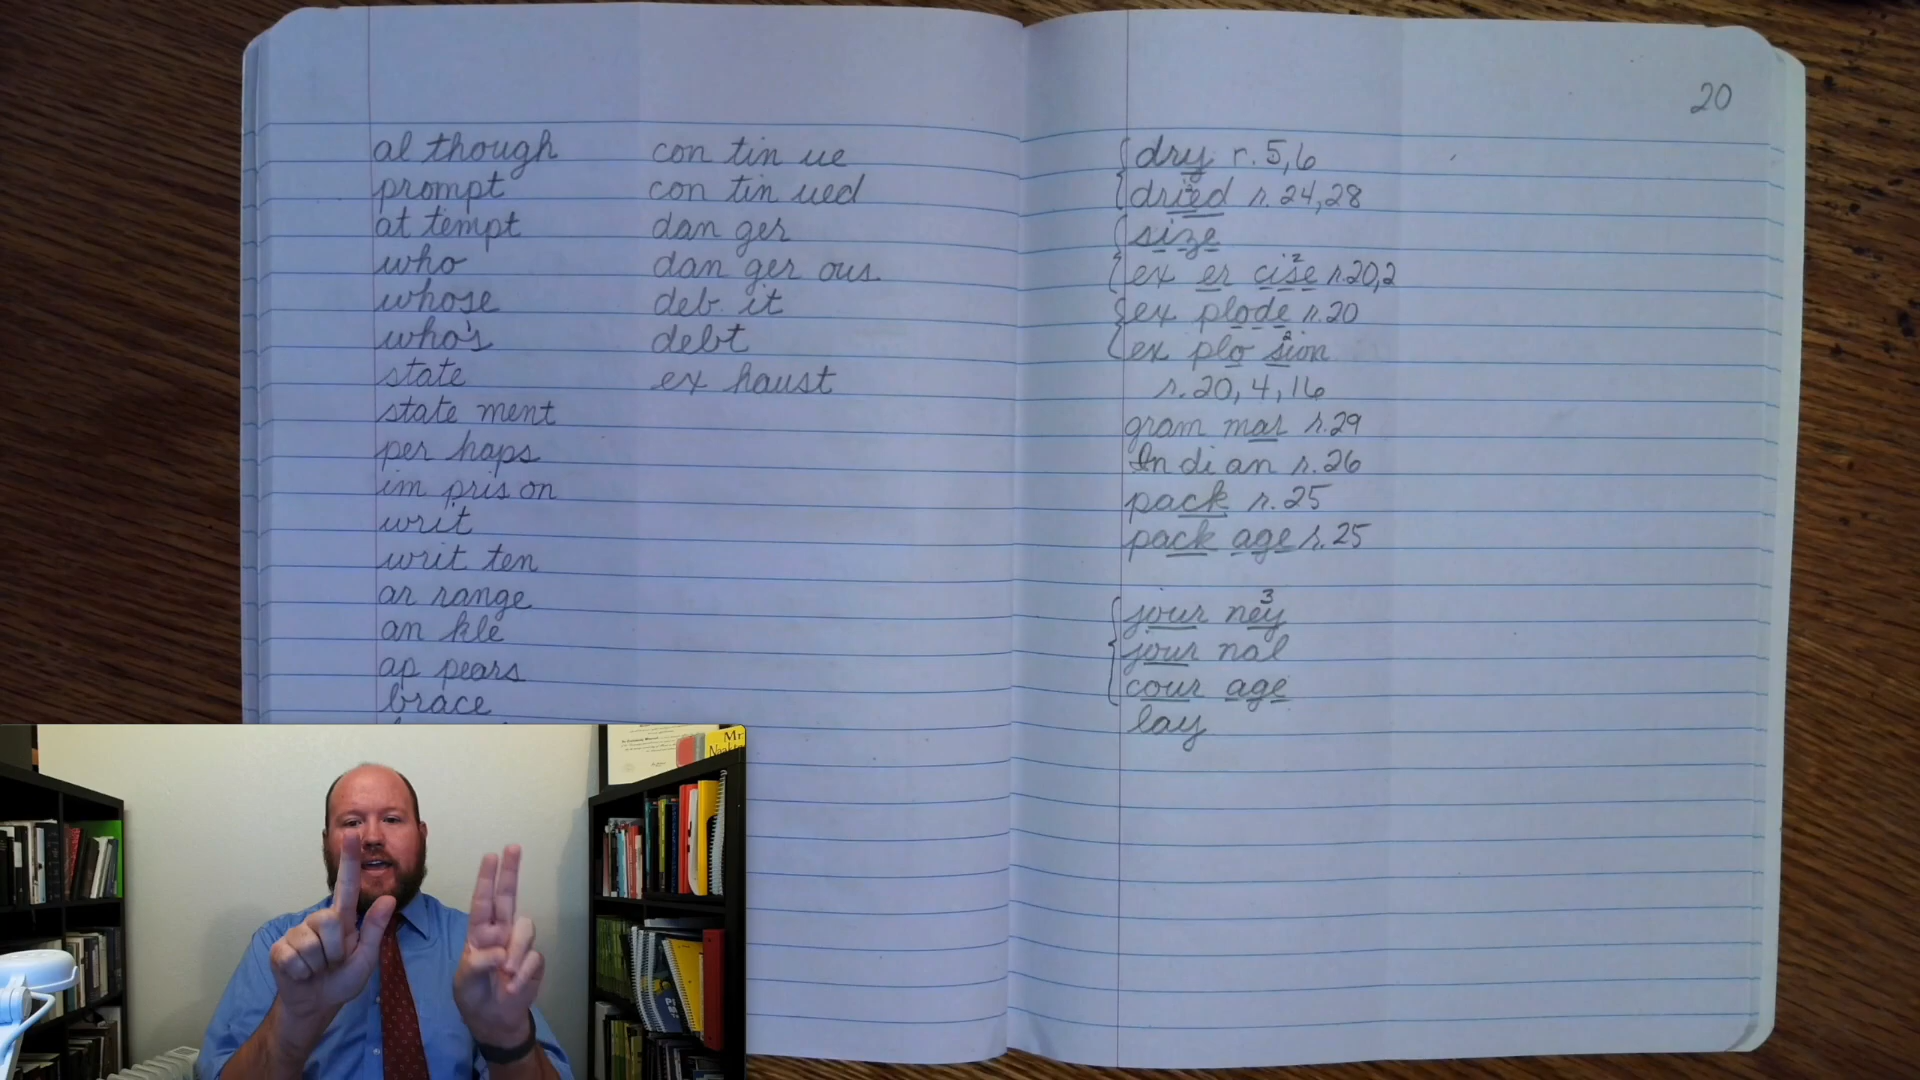 al though
prompt
at tempt
who
whose
who's
state
state ment
per haps
im pris on
writ
writ ten
ar range
an kle
ap pears
brace
con tin ue
con tin ued
dan ger
dan ger ous
deb it
debt
ex haust
20
dry r. 5,6
dried r. 24,28
size
2
ex er cise r. 20,2
ex plode r. 20
2
ex plo sion
r. 20, 4, 16
gram mar r. 29
In di an r. 26
pack r. 25
pack age r. 25
3
jour ney
jour nal
cour age
lay
Mr.